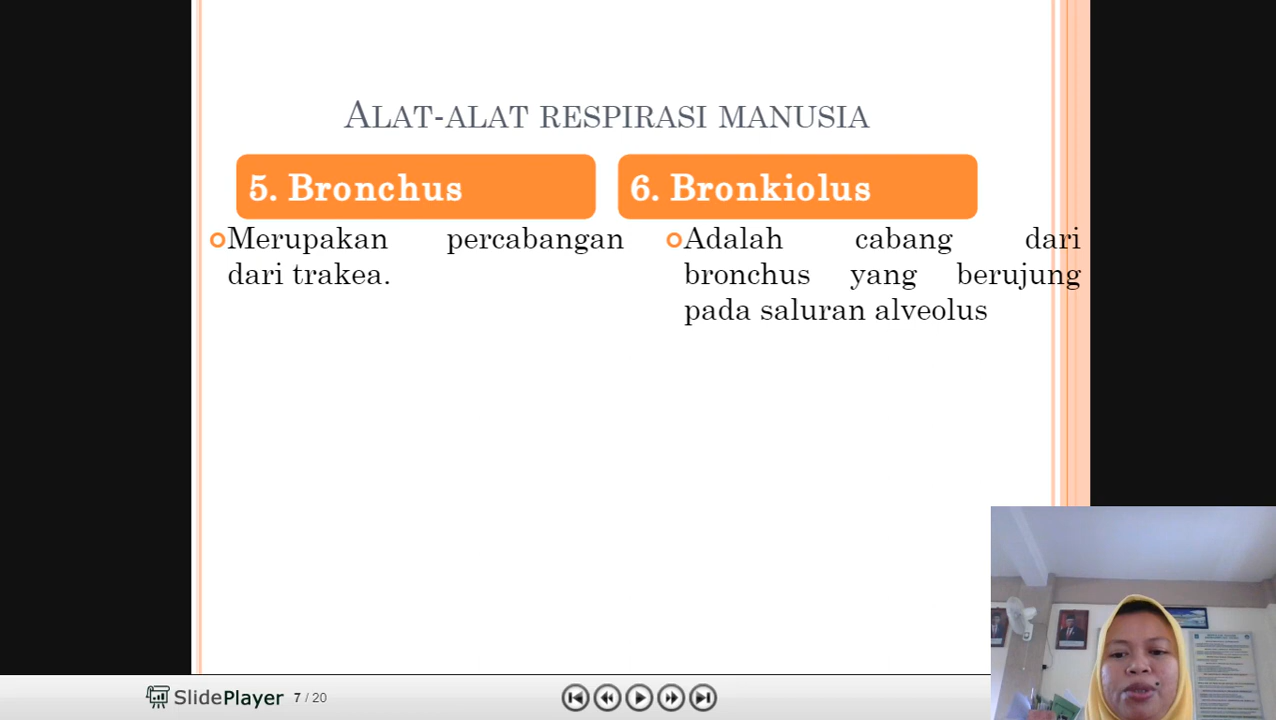 ALAT-ALAT RESPIRASI MANUSIA
5. Bronchus
6. Bronkiolus
Merupakan percabangan
dari trakea.
Adalah cabang dari
bronchus yang berujung
pada saluran alveolus
SlidePlayer 7 / 20